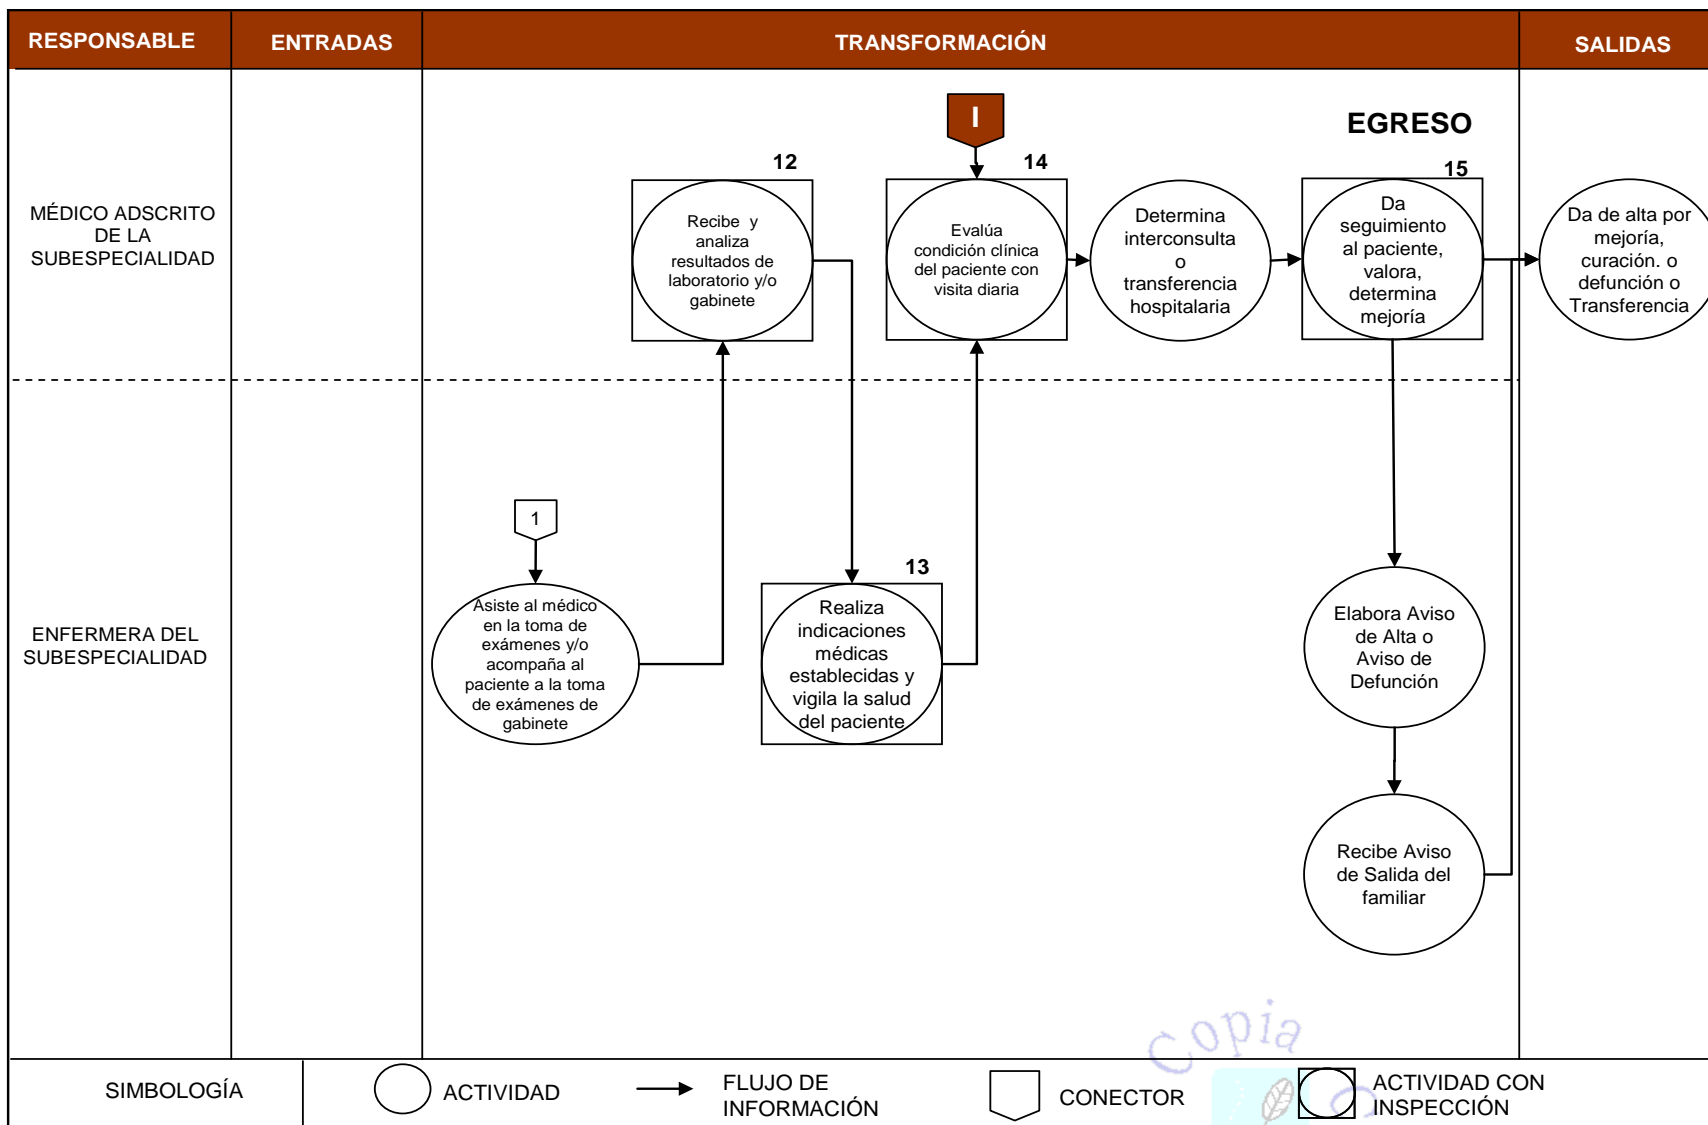 RESPONSABLE
ENTRADAS
TRANSFORMACIÓN
SALIDAS
I
EGRESO
12
14
15
MÉDICO ADSCRITO
DE LA
SUBESPECIALIDAD
Recibe y
analiza
resultados de
laboratorio y/o
gabinete
Evalúa
condición clínica
del paciente con
visita diaria
Determina
interconsulta
o
transferencia
hospitalaria
Da
seguimiento
al paciente,
valora,
determina
mejoría
Da de alta por
mejoría,
curación. o
defunción o
Transferencia
1
13
ENFERMERA DEL
SUBESPECIALIDAD
Asiste al médico
en la toma de
exámenes y/o
acompaña al
paciente a la toma
de exámenes de
gabinete
Realiza
indicaciones
médicas
establecidas y
vigila la salud
del paciente
Elabora Aviso
de Alta o
Aviso de
Defunción
Recibe Aviso
de Salida del
familiar
Copia
SIMBOLOGÍA
ACTIVIDAD
FLUJO DE
INFORMACIÓN
CONECTOR
ACTIVIDAD CON
INSPECCIÓN